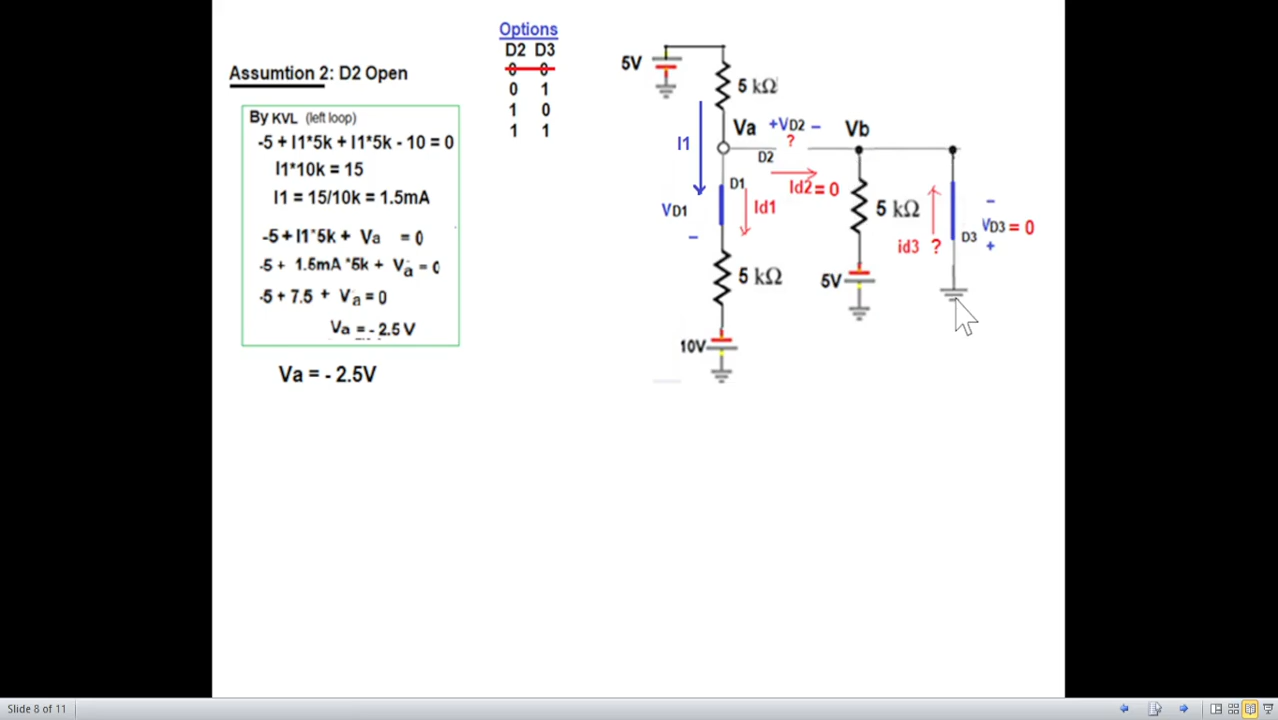 Options
D2 D3
0 0
0 1
1 0
1 1
Assumtion 2: D2 Open
By KVL (left loop)
-5 + I1*5k + I1*5k - 10 = 0
I1*10k = 15
I1 = 15/10k = 1.5mA
-5 + I1*5k + Va = 0
-5 + 1.5mA *5k + Va = 0
-5 + 7.5 + Va = 0
Va = - 2.5 V
Va = - 2.5V
5V
5 kΩ
Va
+VD2 −
Vb
?
I1
D2
D1
Id2 = 0
VD1
Id1
5 kΩ
−
VD3 = 0
−
id3 ?
D3
+
5 kΩ
5V
10V
Slide 8 of 11